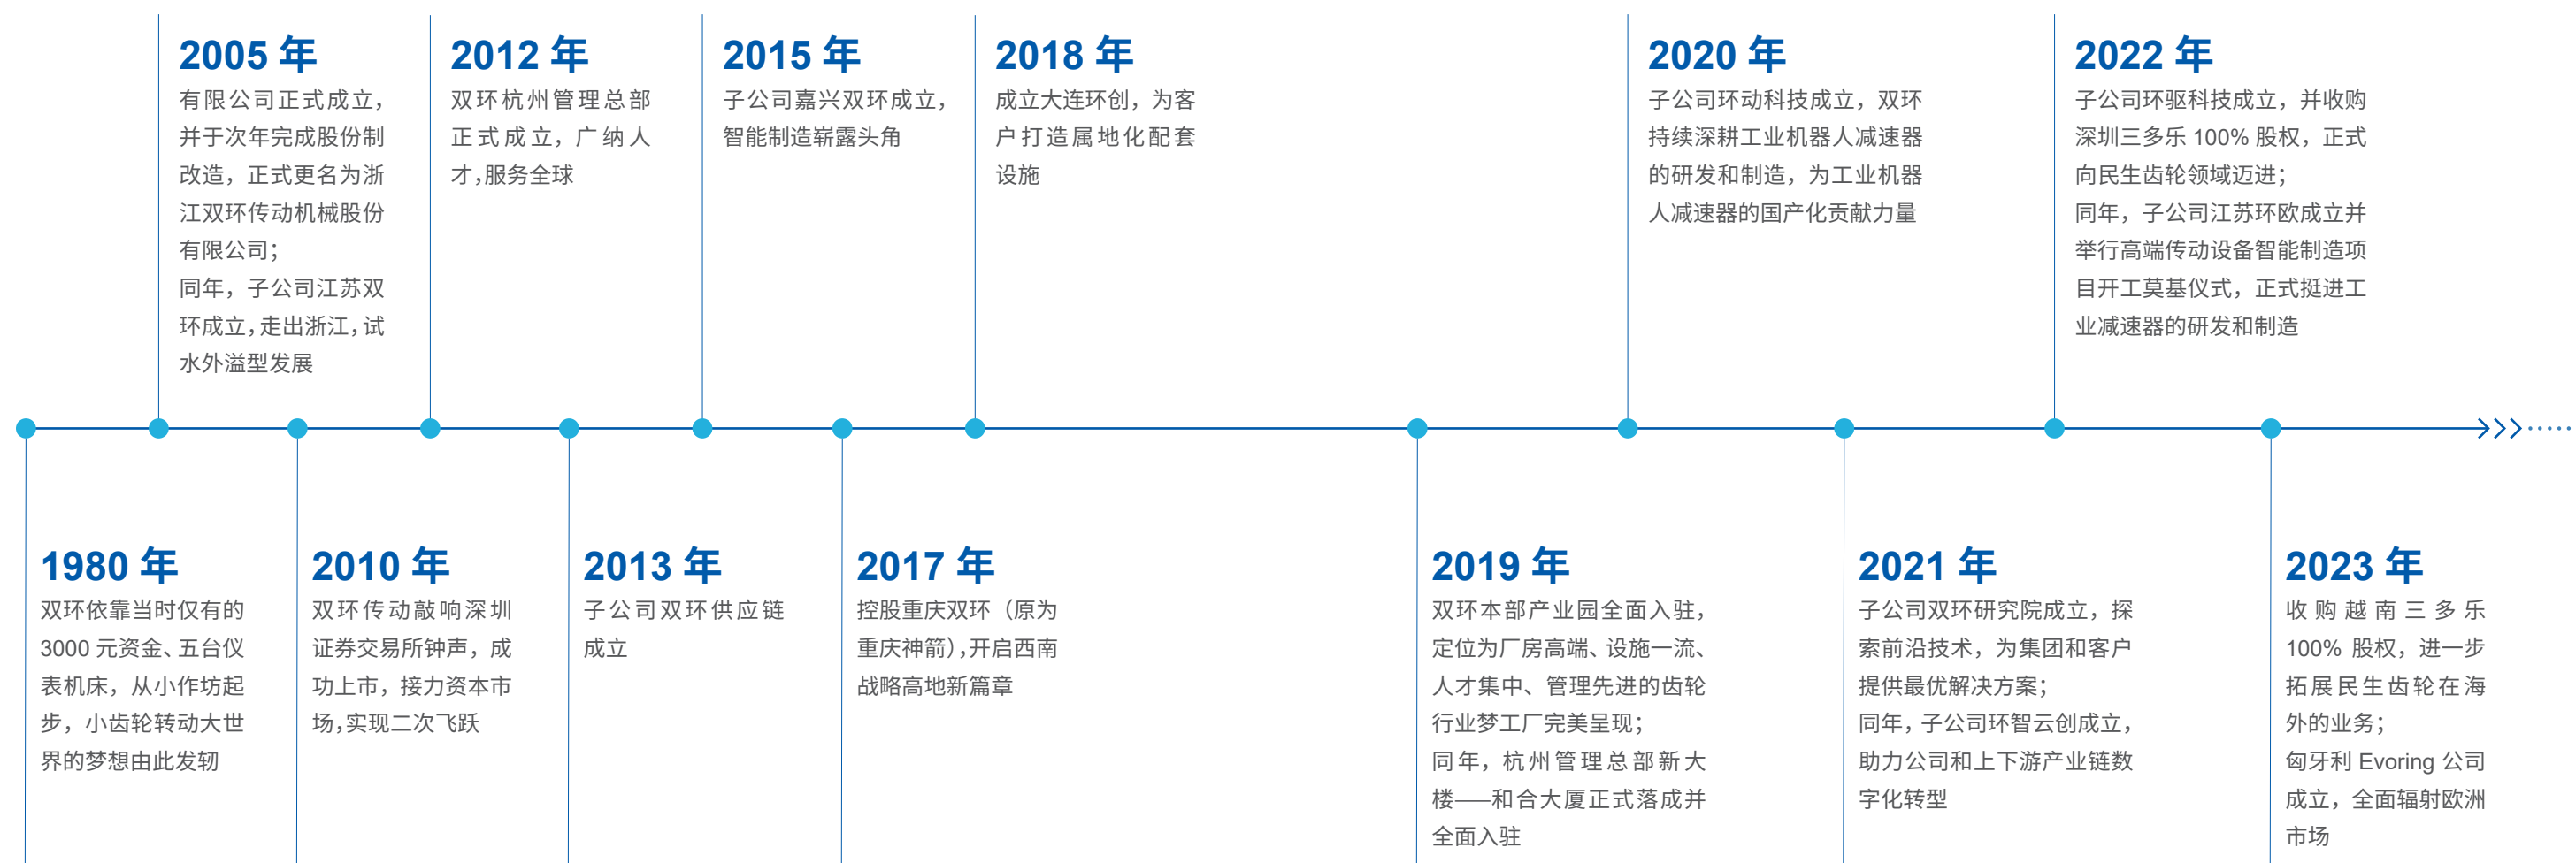 2005 年
有限公司正式成立，
并于次年完成股份制
改造，正式更名为浙
江双环传动机械股份
有限公司；
同年，子公司江苏双
环成立，走出浙江，试
水外溢型发展
2012 年
双环杭州管理总部
正式成立，广纳人
才，服务全球
2015 年
子公司嘉兴双环成立，
智能制造崭露头角
2018 年
成立大连环创，为客
户打造属地化配套
设施
2020 年
子公司环动科技成立，双环
持续深耕工业机器人减速器
的研发和制造，为工业机器
人减速器的国产化贡献力量
2022 年
子公司环驱科技成立，并收购
深圳三多乐 100% 股权，正式
向民生齿轮领域迈进；
同年，子公司江苏环欧成立并
举行高端传动设备智能制造项
目开工奠基仪式，正式挺进工
业减速器的研发和制造
1980 年
双环依靠当时仅有的
3000 元资金、五台仪
表机床，从小作坊起
步，小齿轮转动大世
界的梦想由此发轫
2010 年
双环传动敲响深圳
证券交易所钟声，成
功上市，接力资本市
场，实现二次飞跃
2013 年
子公司双环供应链
成立
2017 年
控股重庆双环（原为
重庆神箭），开启西南
战略高地新篇章
2019 年
双环本部产业园全面入驻，
定位为厂房高端、设施一流、
人才集中、管理先进的齿轮
行业梦工厂完美呈现；
同年，杭州管理总部新大
楼——和合大厦正式落成并
全面入驻
2021 年
子公司双环研究院成立，探
索前沿技术，为集团和客户
提供最优解决方案；
同年，子公司环智云创成立，
助力公司和上下游产业链数
字化转型
2023 年
收购越南三多乐
100% 股权，进一步
拓展民生齿轮在海
外的业务；
匈牙利 Evoring 公司
成立，全面辐射欧洲
市场